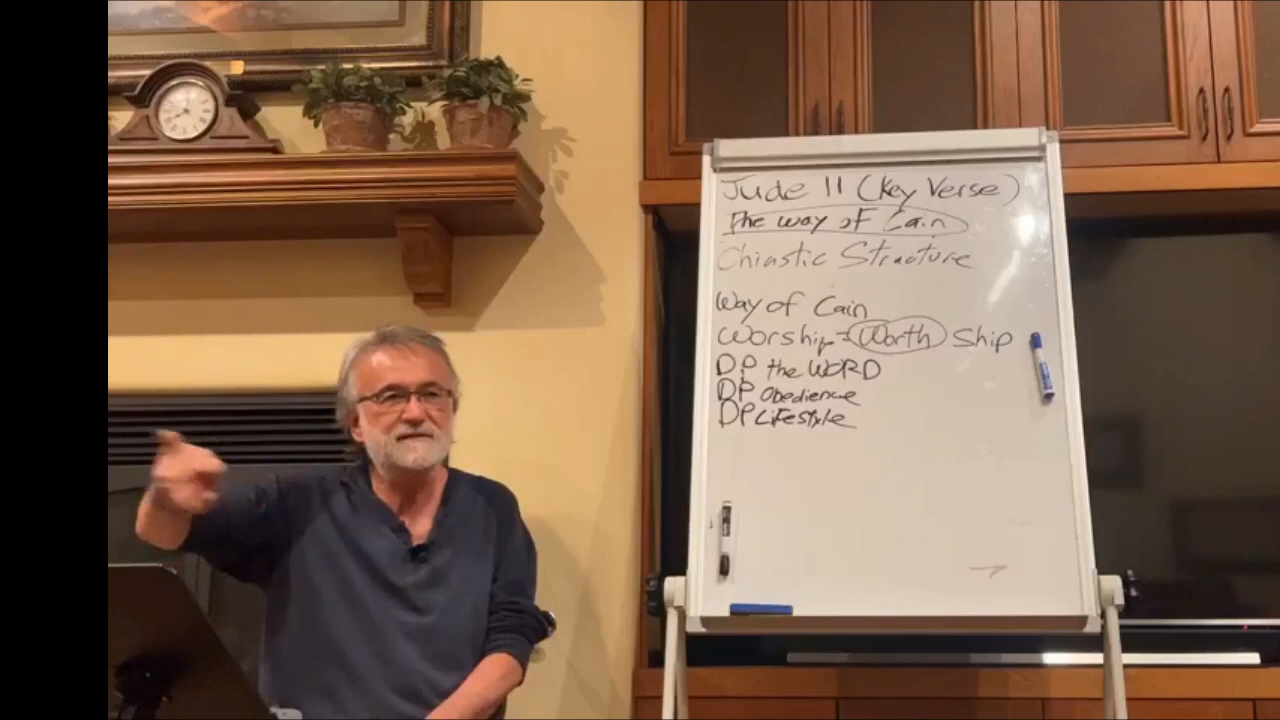 Jude 11 (Key Verse)
The way of Cain
Chiastic Structure
Way of Cain
Worship = Worth Ship
DP the WORD
DP Obedience
DP Lifestyle